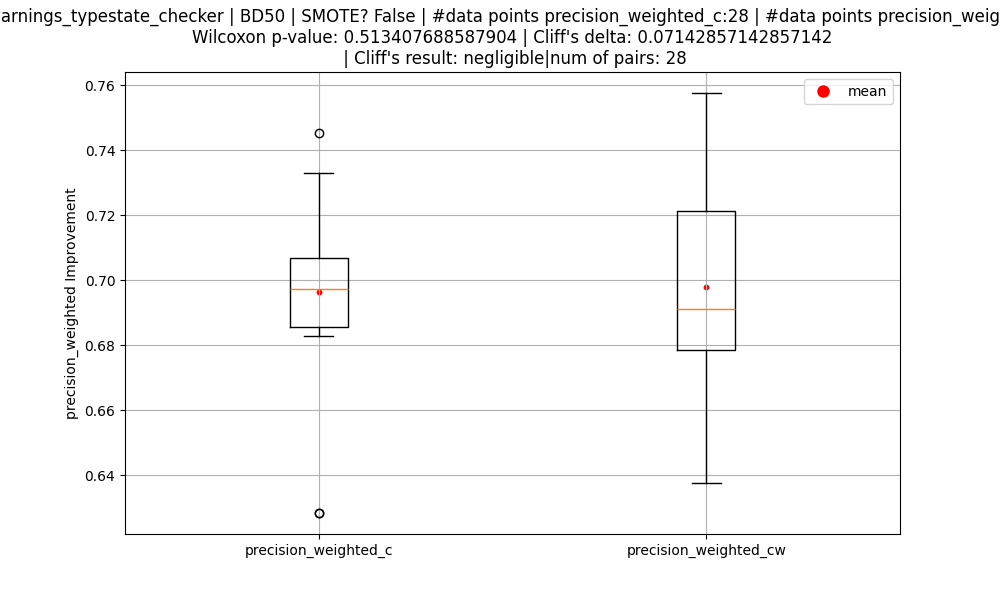 arnings_typestate_checker | BD50 | SMOTE? False | #data points precision_weighted_c:28 | #data points precision_weig
Wilcoxon p-value: 0.513407688587904 | Cliff's delta: 0.07142857142857142
| Cliff's result: negligible|num of pairs: 28
0.76
0.74
0.72
0.70
0.68
0.66
0.64
precision_weighted Improvement
mean
precision_weighted_c
precision_weighted_cw